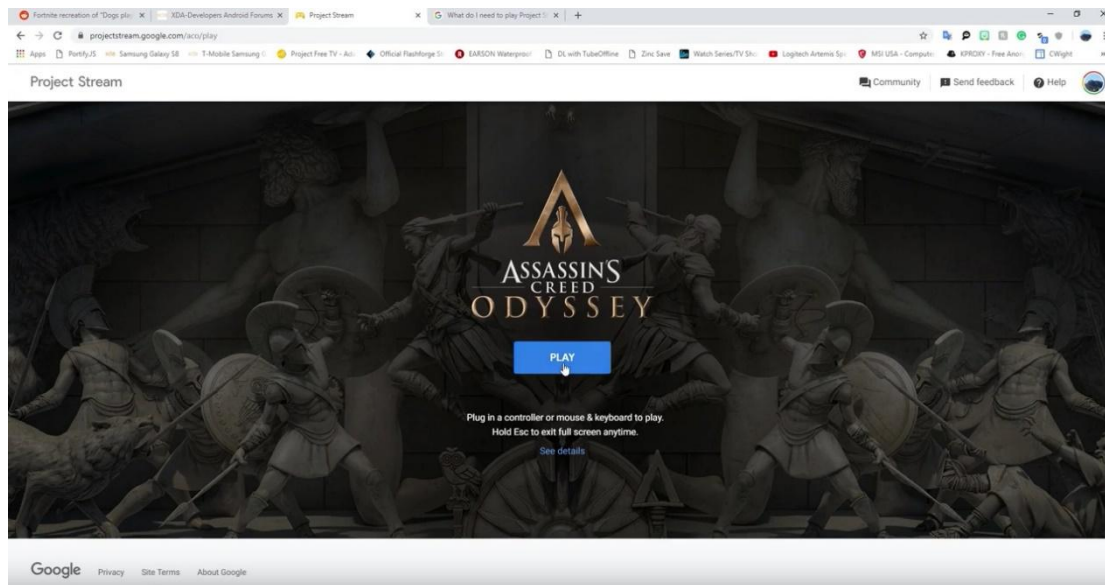 Fortnite recreation of "Dogs play
XDA-Developers Android Forums
Project Stream
What do I need to play Project S
projectstream.google.com/aco/play
Apps
PortifyJS
Samsung Galaxy S8
T-Mobile Samsung G
Project Free TV - Ad
Official Flashforge S
EARSON Waterproof
DL with TubeOffline
Zinc Save
Watch Series/TV Sho
Logitech Artemis Sp
MSI USA - Compute
KPROXY - Free Anon
CWight
Project Stream
Community
Send feedback
Help
ASSASSIN'S
CREED
ODYSSEY
PLAY
Plug in a controller or mouse & keyboard to play.
Hold Esc to exit full screen anytime.
See details
Google
Privacy
Site Terms
About Google